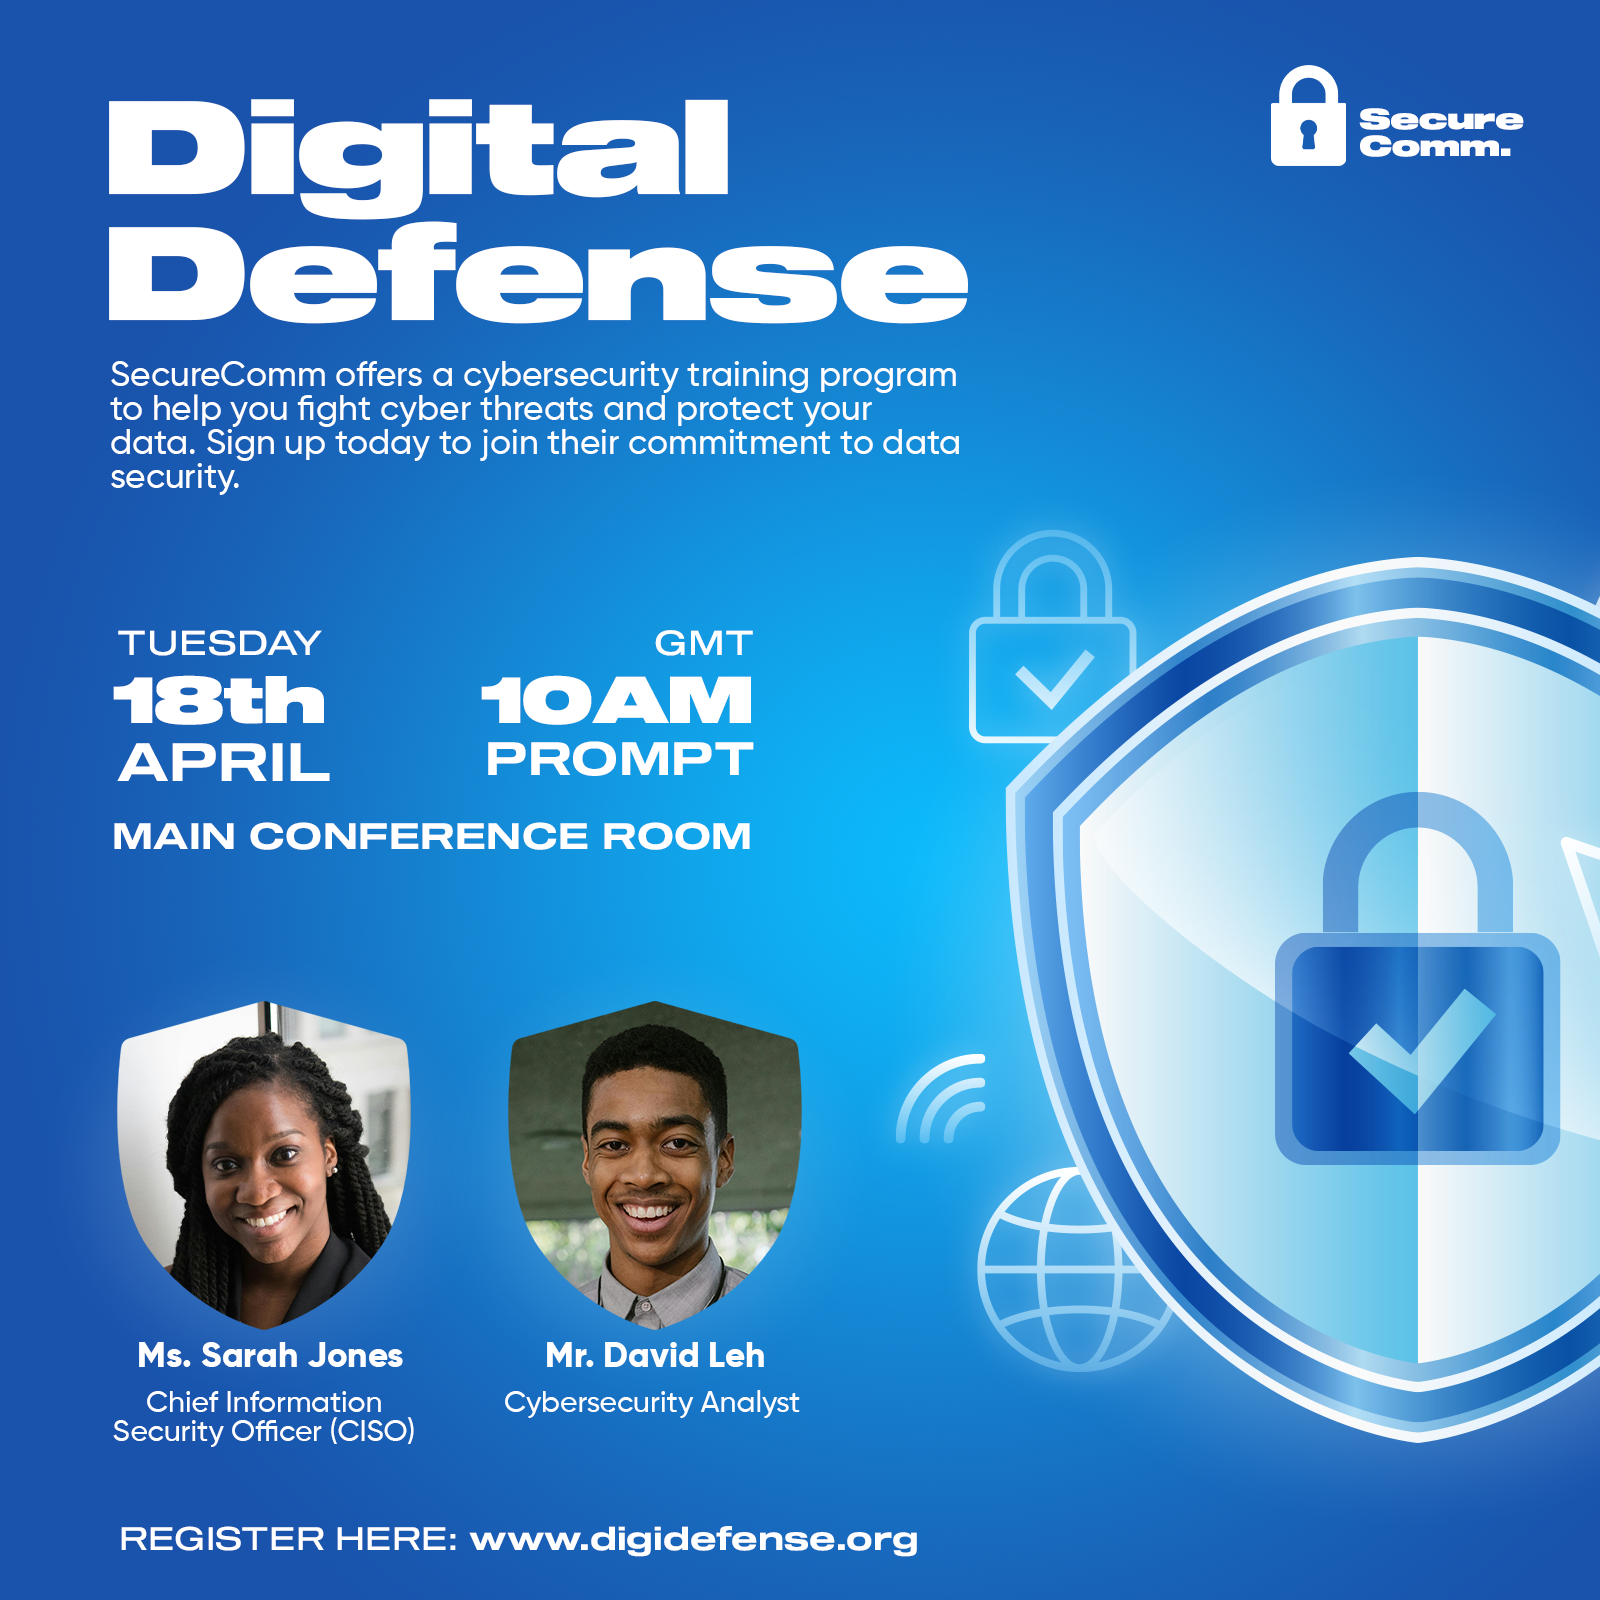 Digital
Defense
Secure
Comm.
SecureComm offers a cybersecurity training program
to help you fight cyber threats and protect your
data. Sign up today to join their commitment to data
security.
TUESDAY
18th
APRIL
GMT
10AM
PROMPT
MAIN CONFERENCE ROOM
Ms. Sarah Jones
Chief Information
Security Officer (CISO)
Mr. David Leh
Cybersecurity Analyst
REGISTER HERE: www.digidefense.org